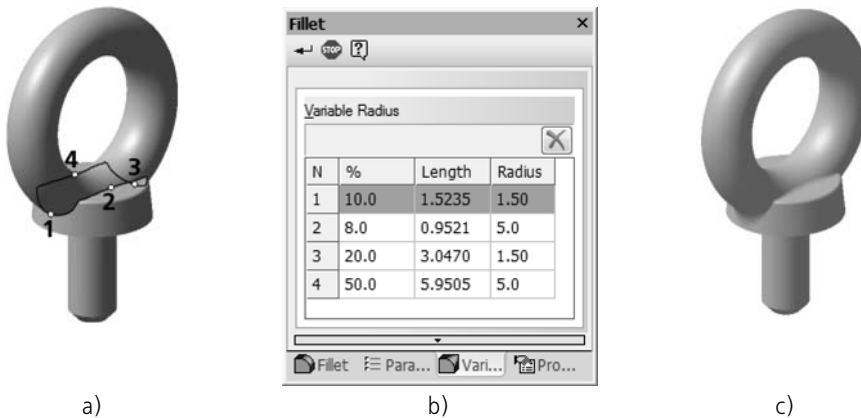 Fillet
STOP ?
Variable Radius
N % Length Radius
1 10.0 1.5235 1.50
2 8.0 0.9521 5.0
3 20.0 3.0470 1.50
4 50.0 5.9505 5.0
Fillet Para... Vari... Pro...
4 3
2
1
a) b) c)